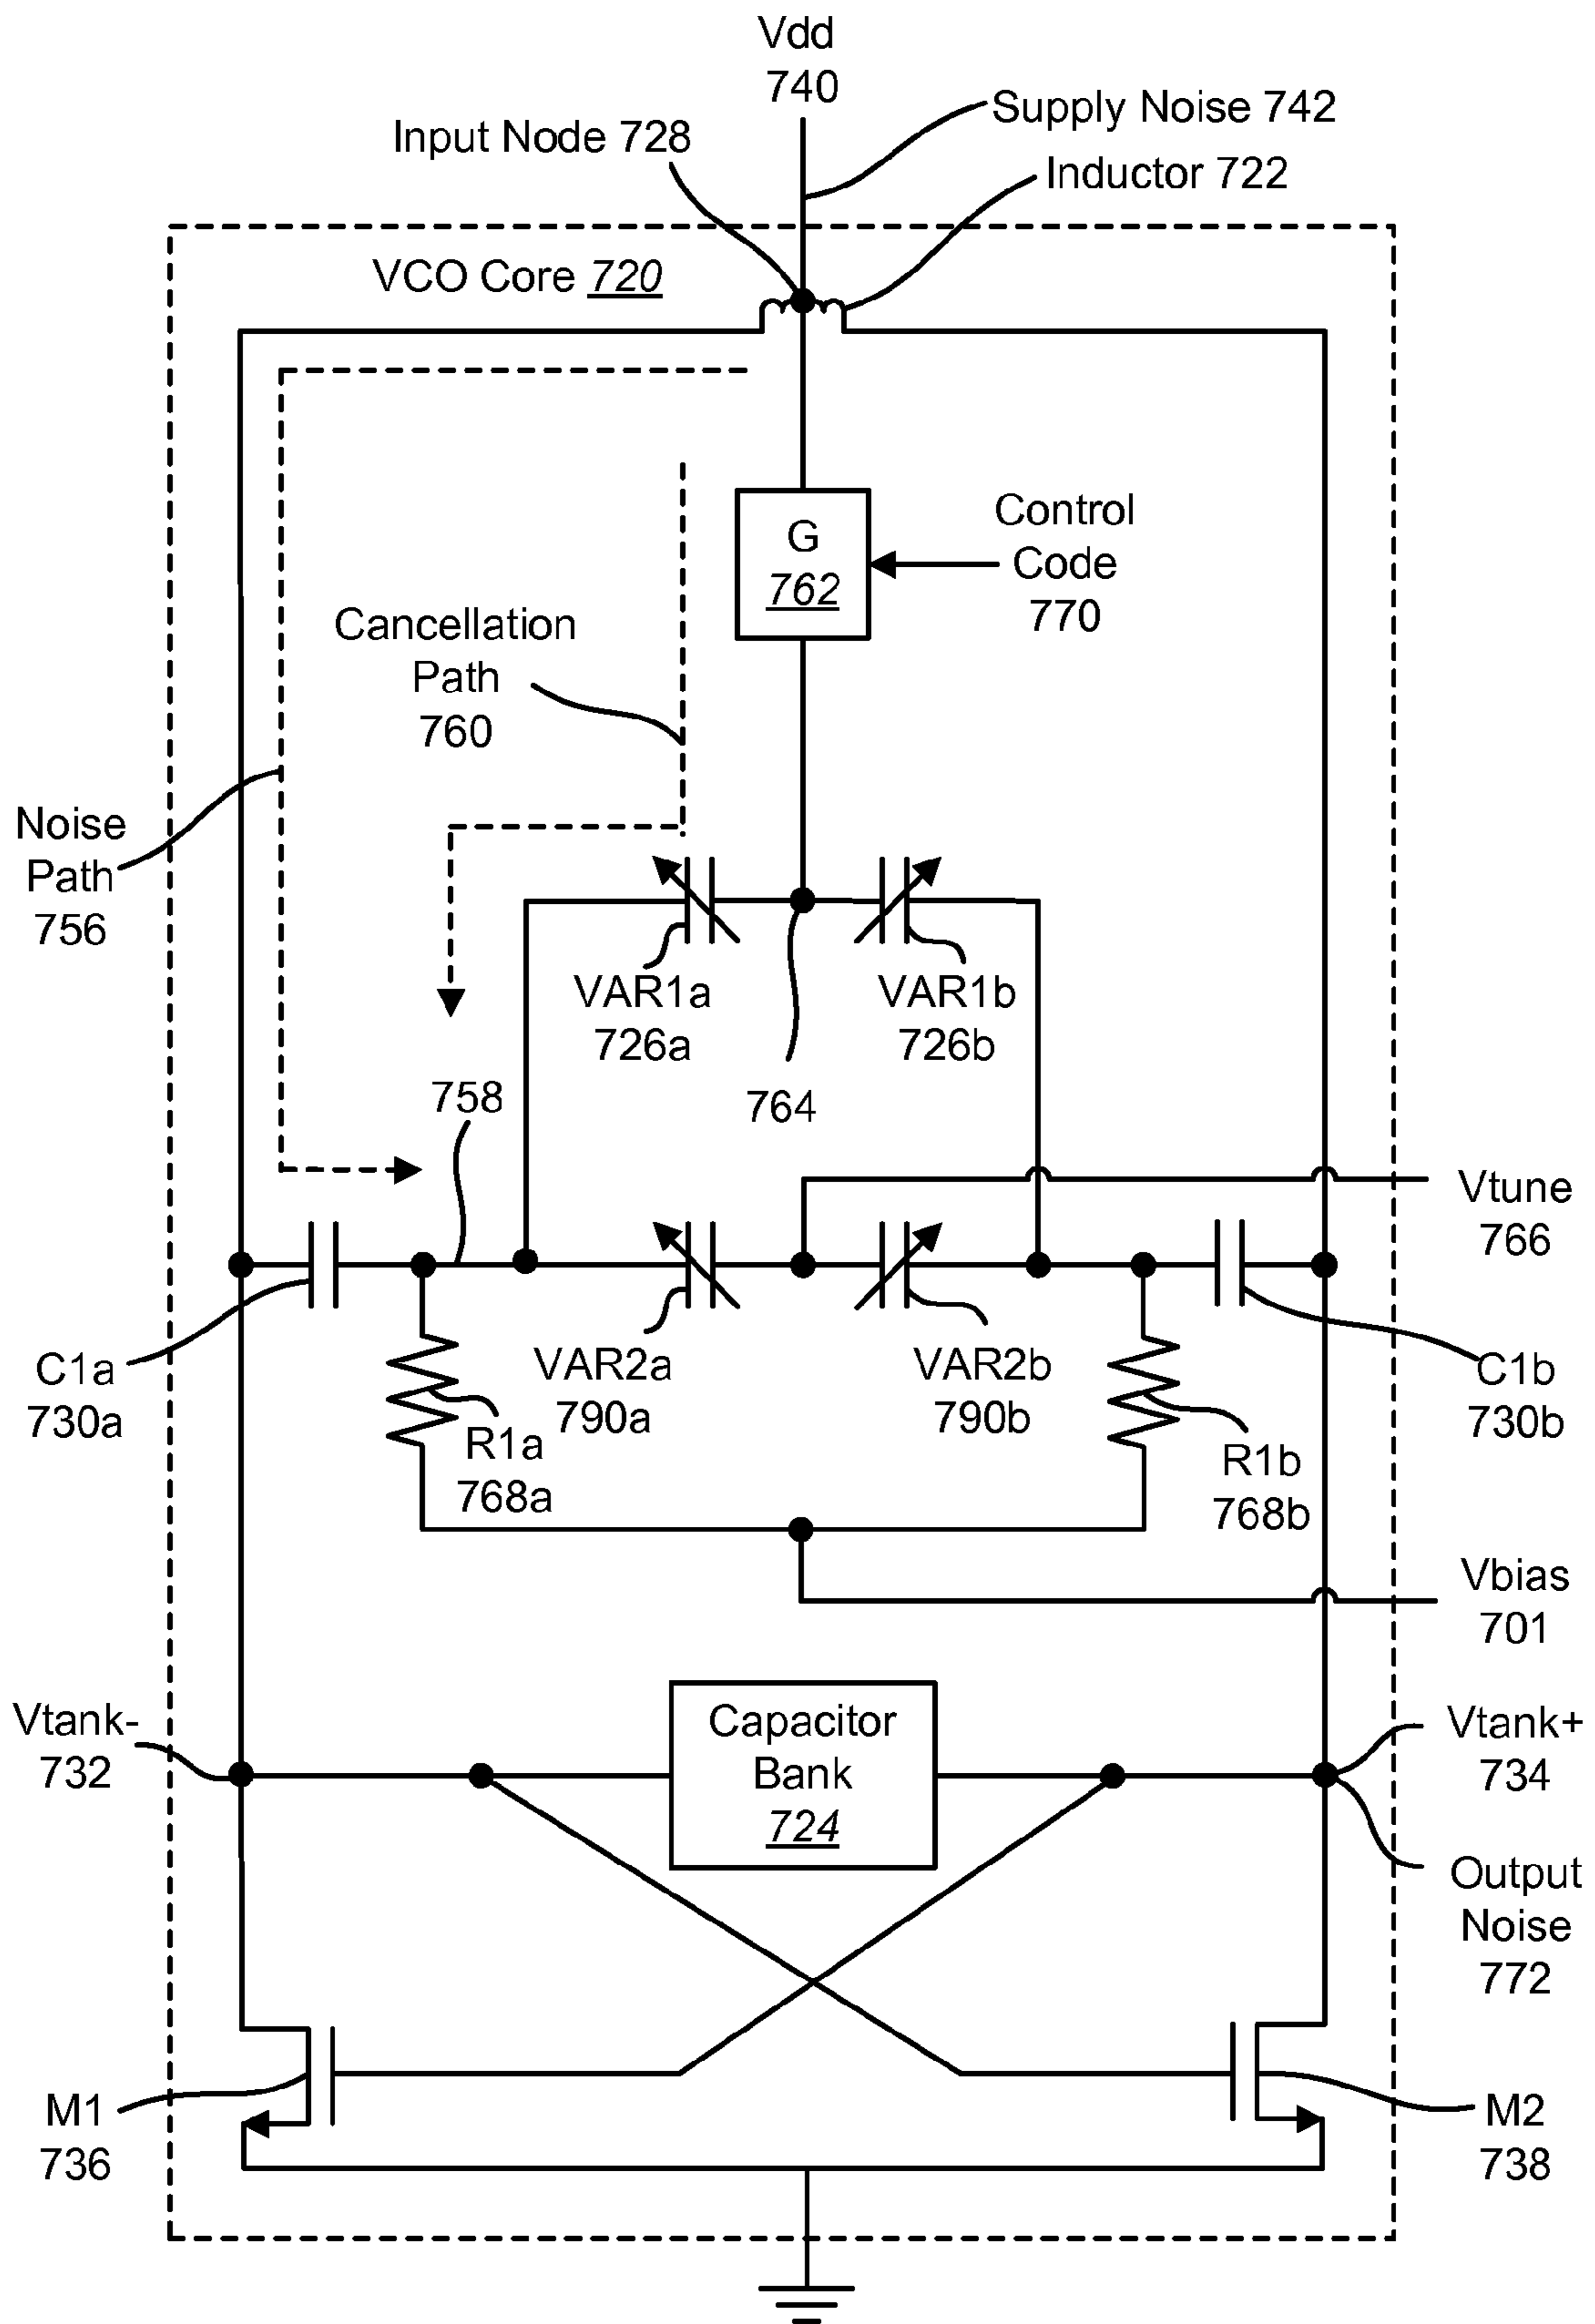 Vdd
740
Supply Noise 742
Input Node 728
Inductor 722
VCO Core 720
G
762
Control
Code
770
Cancellation
Path
760
Noise
Path
756
VAR1a
726a
VAR1b
726b
764
758
Vtune
766
C1a
730a
VAR2a
790a
VAR2b
790b
C1b
730b
R1a
768a
R1b
768b
Vbias
701
Vtank-
732
Capacitor
Bank
724
Vtank+
734
Output
Noise
772
M1
736
M2
738